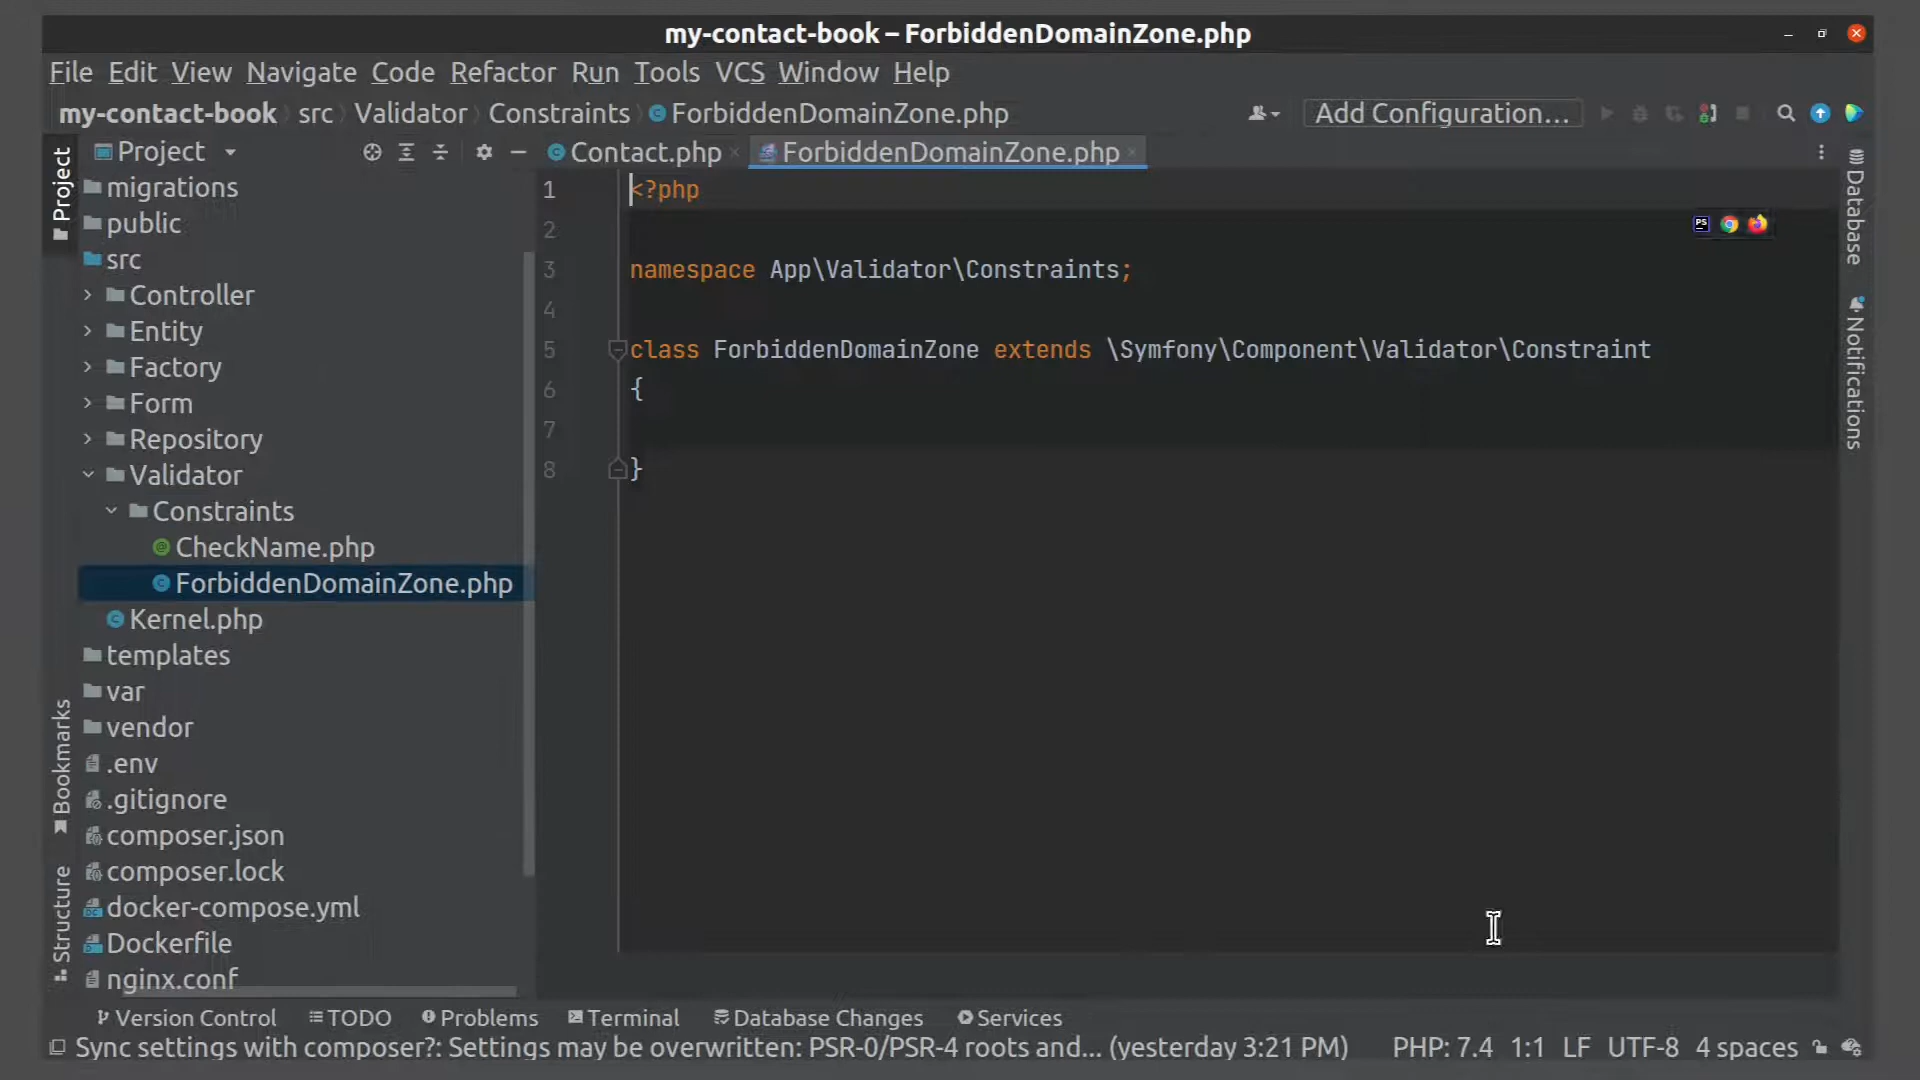 my-contact-book – ForbiddenDomainZone.php
File Edit View Navigate Code Refactor Run Tools VCS Window Help
my-contact-book src Validator Constraints ForbiddenDomainZone.php
Add Configuration...
Project
Project
Contact.php
ForbiddenDomainZone.php
migrations
public
src
Controller
Entity
Factory
Form
Repository
Validator
Constraints
CheckName.php
ForbiddenDomainZone.php
Kernel.php
templates
var
vendor
.env
.gitignore
composer.json
composer.lock
docker-compose.yml
Dockerfile
nginx.conf
Bookmarks
Structure
1 <?php
2
3 namespace App\Validator\Constraints;
4
5 class ForbiddenDomainZone extends \Symfony\Component\Validator\Constraint
6 {
7
8 }
PS
Database
Notifications
Version Control TODO Problems Terminal Database Changes Services
Sync settings with composer?: Settings may be overwritten: PSR-0/PSR-4 roots and... (yesterday 3:21 PM) PHP: 7.4 1:1 LF UTF-8 4 spaces